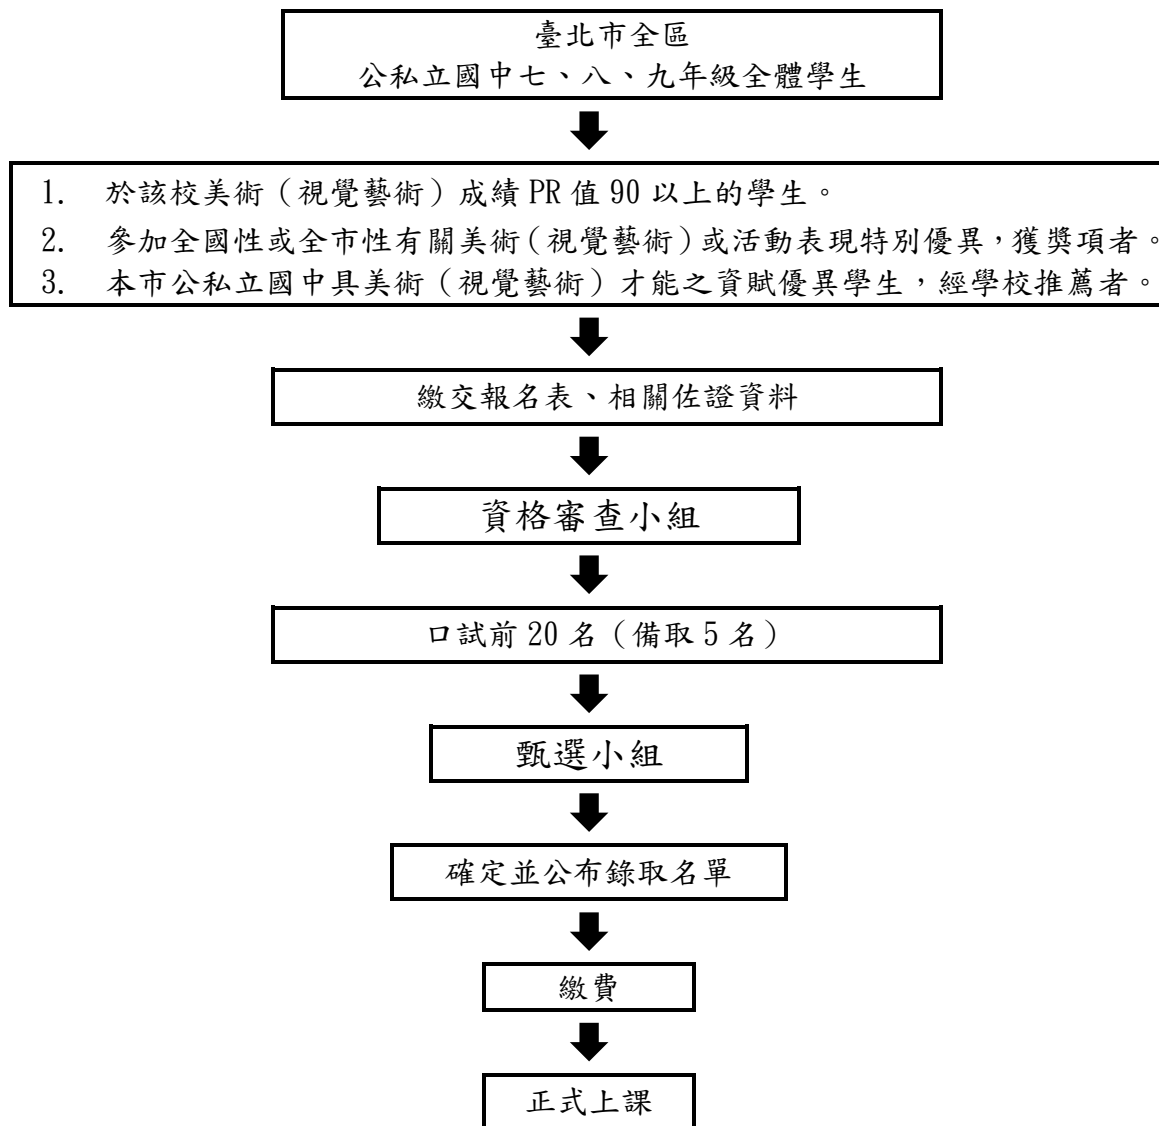 臺北市全區
公私立國中七、八、九年級全體學生
1. 於該校美術（視覺藝術）成績 PR 值 90 以上的學生。
2. 參加全國性或全市性有關美術（視覺藝術）或活動表現特別優異，獲獎項者。
3. 本市公私立國中具美術（視覺藝術）才能之資賦優異學生，經學校推薦者。
繳交報名表、相關佐證資料
資格審查小組
口試前 20 名（備取 5 名）
甄選小組
確定並公布錄取名單
繳費
正式上課